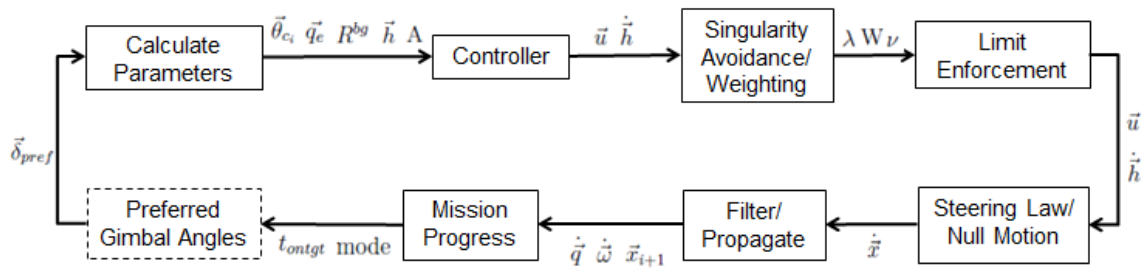 Calculate
Parameters
θ⃗_{c_i} q⃗_e R^{bg} h⃗ A
Controller
u⃗ ḣ⃗
Singularity
Avoidance/
Weighting
λ W ν
Limit
Enforcement
u⃗
ḣ⃗
Steering Law/
Null Motion
ẋ⃗
Filter/
Propagate
q̇⃗ ω̇⃗ x⃗_{i+1}
Mission
Progress
t_{ontgt} mode
Preferred
Gimbal Angles
δ⃗_{pref}